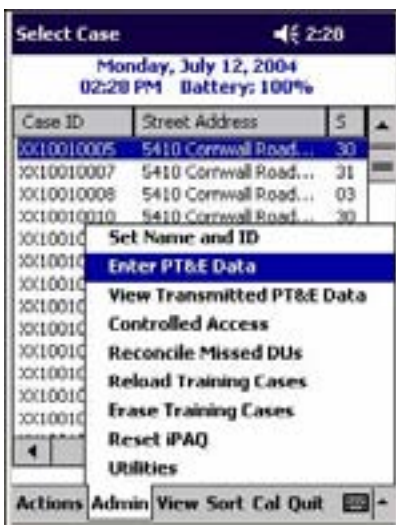 Select Case 2:28
Monday, July 12, 2004
02:28 PM Battery: 100%
Case ID Street Address S
XX10010005 5410 Cornwall Road... 30
XX10010007 5410 Cornwall Road... 31
XX10010008 5410 Cornwall Road... 03
XX10010010 5410 Cornwall Road... 30
Set Name and ID
Enter PT&E Data
View Transmitted PT&E Data
Controlled Access
Reconcile Missed DUs
Reload Training Cases
Erase Training Cases
Reset iPAQ
Utilities
Actions Admin View Sort Cal Quit